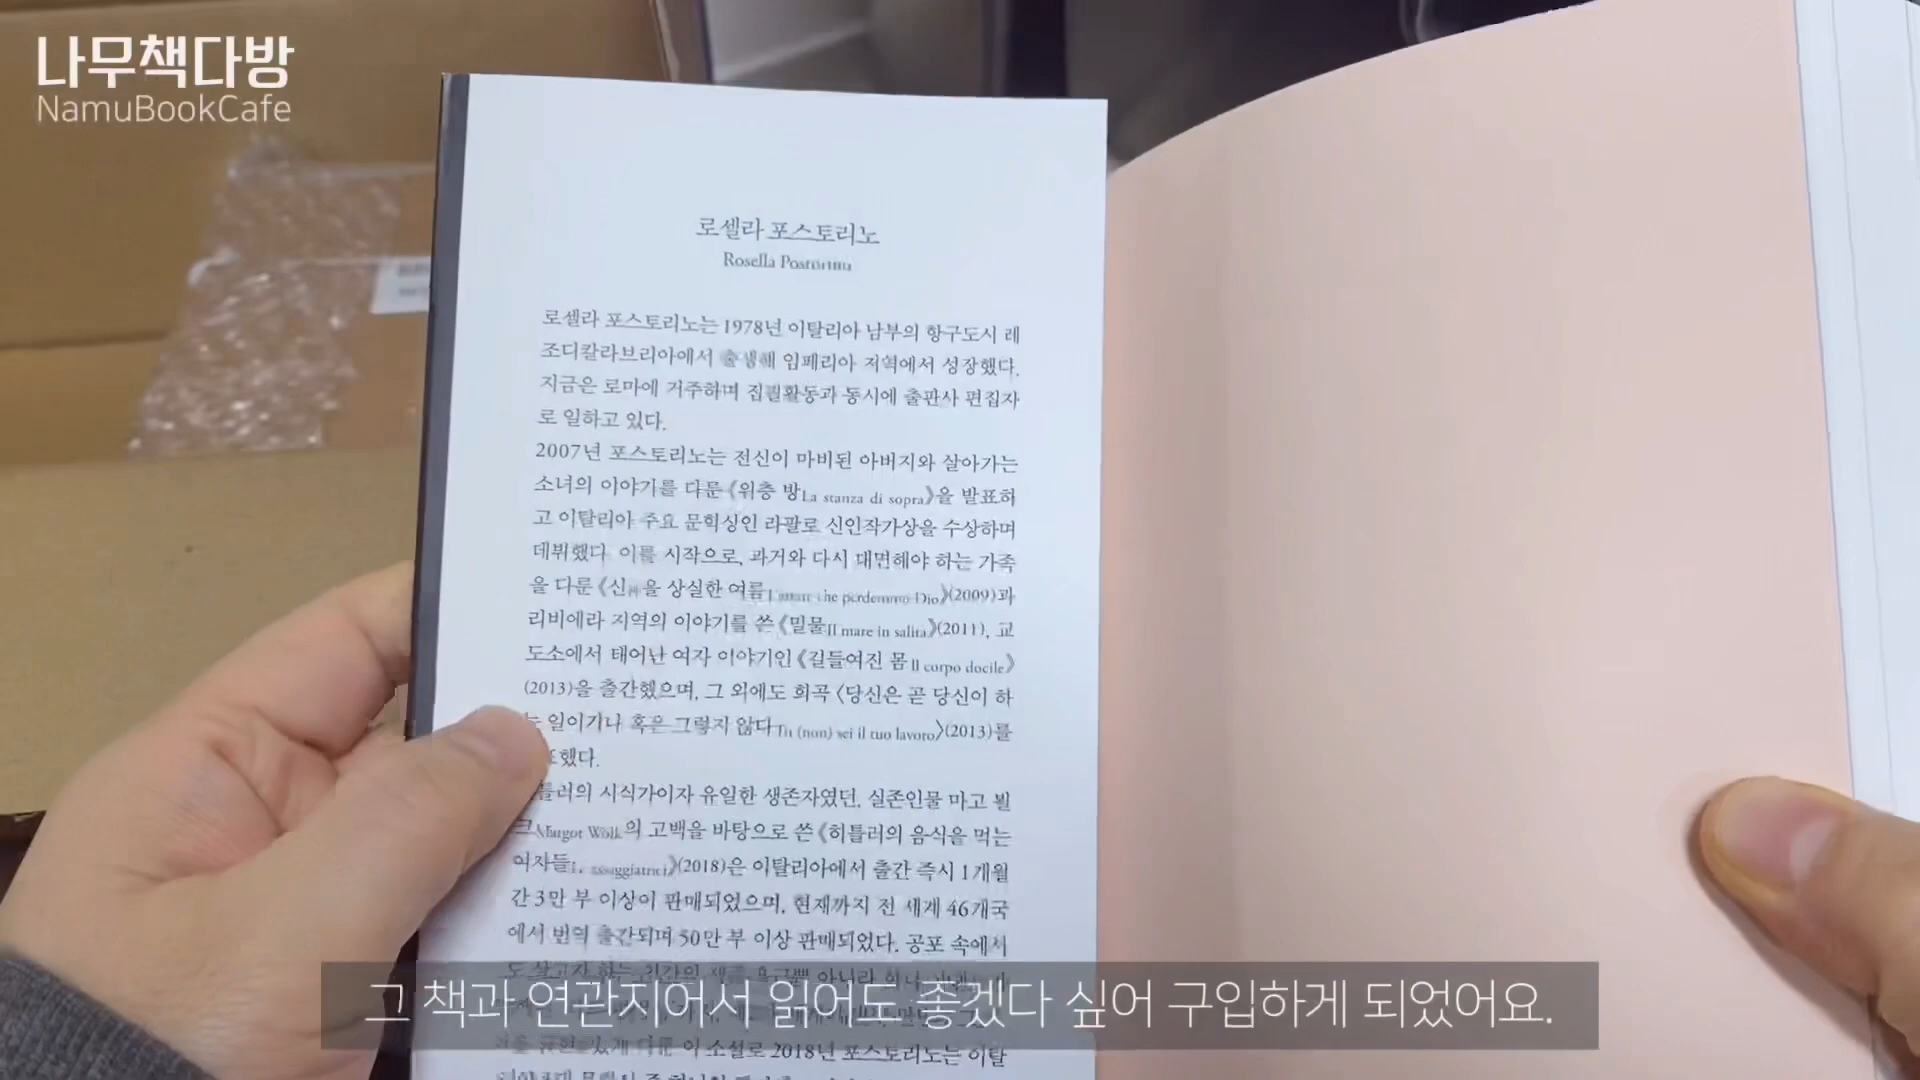 나무책다방
NamuBookCafe
로셀라 포스토리노
Rosella Postorino
로셀라 포스토리노는 1978년 이탈리아 남부의 항구도시 레
조디칼라브리아에서 출생해 임페리아 지역에서 성장했다.
지금은 로마에 거주하며 집필활동과 동시에 출판사 편집자
로 일하고 있다.
2007년 포스토리노는 전신이 마비된 아버지와 살아가는
소녀의 이야기를 다룬 《위층 방La stanza di sopra》을 발표하
고 이탈리아 주요 문학상인 라팔로 신인작가상을 수상하며
데뷔했다 이를 시작으로, 과거와 다시 대면해야 하는 가족
을 다룬 《신神을 상실한 여름 che perdemmo Dio》(2009)과
리비에라 지역의 이야기를 쓴 《밀물Il mare in salita》(2011), 교
도소에서 태어난 여자 이야기인 《길들여진 몸Il corpo docile》
(2013)을 출간했으며, 그 외에도 희곡 〈당신은 곧 당신이 하
는 일이거나 혹은 그렇지 않다Tu (non) sei il tuo lavoro〉(2013)를
했다.
틀러의 시식가이자 유일한 생존자였던, 실존인물 마고 뵐
크Margot Wölk의 고백을 바탕으로 쓴 《히틀러의 음식을 먹는
여자들Le assaggiatrici》(2018)은 이탈리아에서 출간 즉시 1개월
간 3만 부 이상이 판매되었으며, 현재까지 전 세계 46개국
에서 번역 출간되며 50만 부 이상 판매되었다. 공포 속에서
이 소설로 2018년 포스토리노는 이탈
그 책과 연관지어서 읽어도 좋겠다 싶어 구입하게 되었어요.